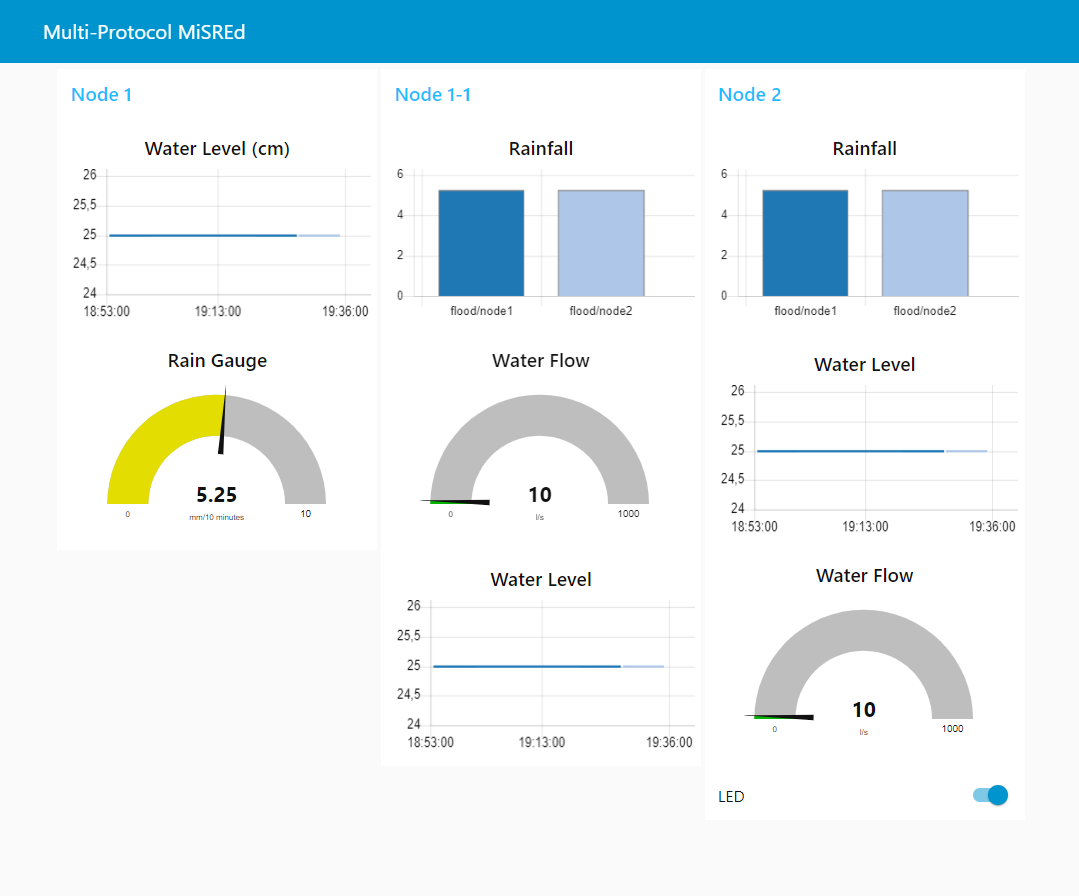 Multi-Protocol MiSREd
Node 1
Water Level (cm)
26
25,5
25
24,5
24
18:53:00 19:13:00 19:36:00
Rain Gauge
5.25
mm/10 minutes
0 10
Node 1-1
Rainfall
6
4
2
0
flood/node1 flood/node2
Water Flow
10
l/s
0 1000
Water Level
26
25,5
25
24,5
24
18:53:00 19:13:00 19:36:00
Node 2
Rainfall
6
4
2
0
flood/node1 flood/node2
Water Level
26
25,5
25
24,5
24
18:53:00 19:13:00 19:36:00
Water Flow
10
l/s
0 1000
LED